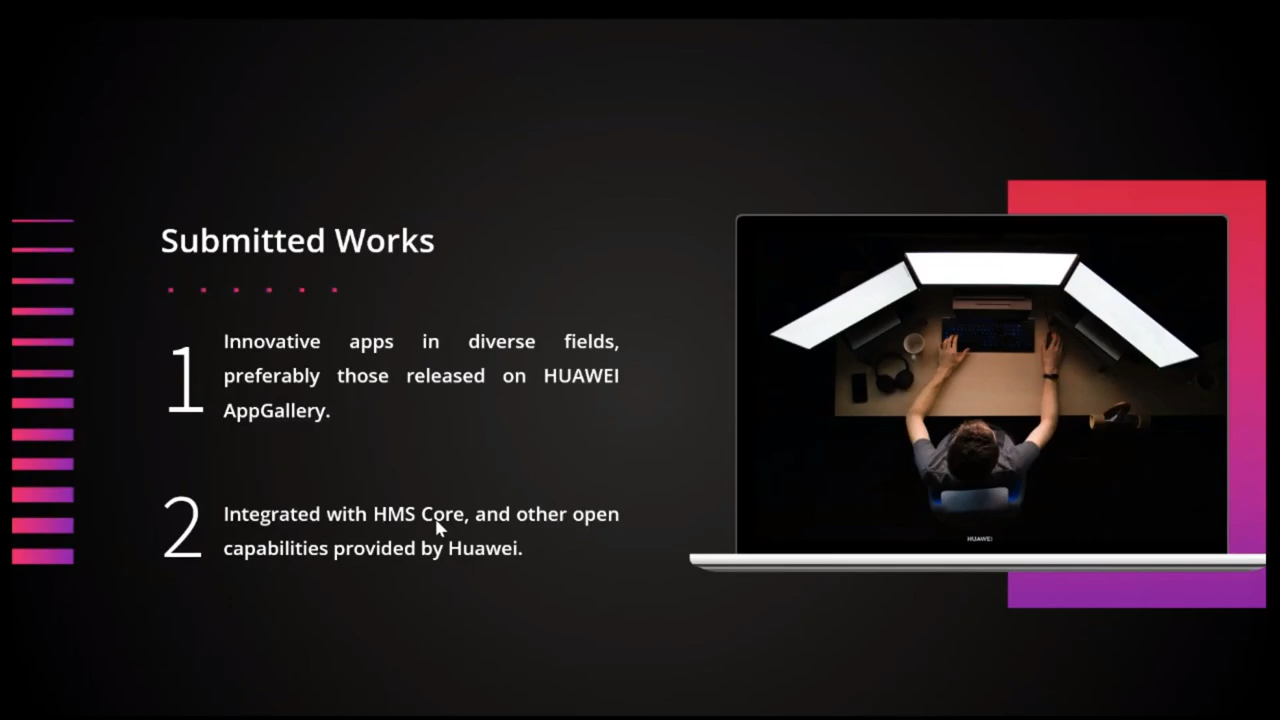 Submitted Works
1
Innovative apps in diverse fields,
preferably those released on HUAWEI
AppGallery.
2
Integrated with HMS Core, and other open
capabilities provided by Huawei.
HUAWEI